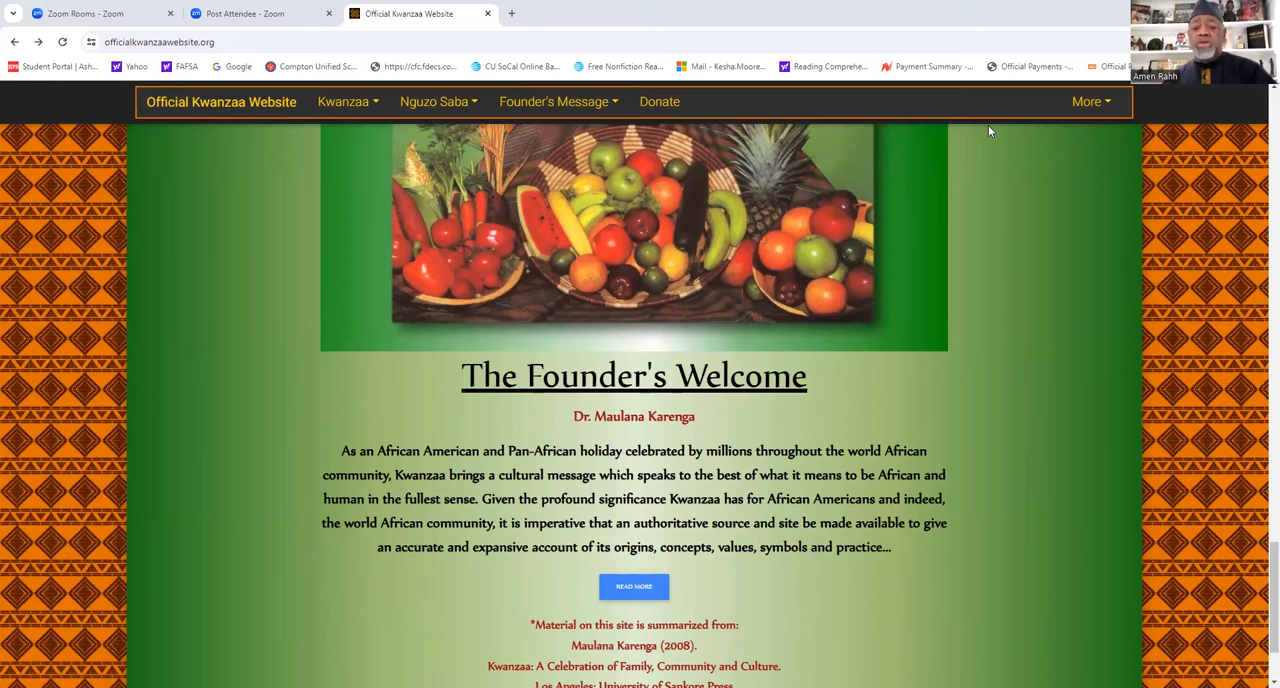 Zoom Rooms - Zoom
Post Attendee - Zoom
Official Kwanzaa Website
officialkwanzaawebsite.org
Student Portal | Ash...
Yahoo
FAFSA
Google
Compton Unified Sc...
https://cfc.fdecs.co...
CU SoCal Online Ba...
Free Nonfiction Rea...
Mail - Kesha.Moore...
Reading Comprehe...
Payment Summary -...
Official Payments -...
Official
Amen Rahh
Official Kwanzaa Website
Kwanzaa
Nguzo Saba
Founder's Message
Donate
More
The Founder's Welcome
Dr. Maulana Karenga
As an African American and Pan-African holiday celebrated by millions throughout the world African
community, Kwanzaa brings a cultural message which speaks to the best of what it means to be African and
human in the fullest sense. Given the profound significance Kwanzaa has for African Americans and indeed,
the world African community, it is imperative that an authoritative source and site be made available to give
an accurate and expansive account of its origins, concepts, values, symbols and practice...
READ MORE
*Material on this site is summarized from:
Maulana Karenga (2008).
Kwanzaa: A Celebration of Family, Community and Culture.
Los Angeles: University of Sankore Press.